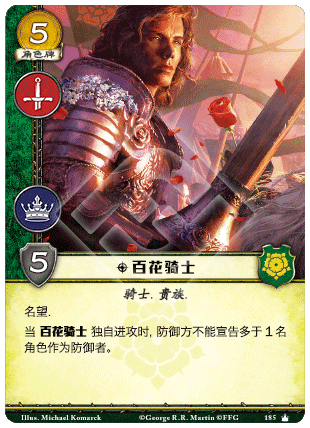 5
角色牌
5
百花骑士
骑士. 贵族.
名望.
当 百花骑士 独自进攻时, 防御方不能宣告多于 1 名
角色作为防御者。
Illus. Michael Komarck ©George R.R. Martin ©FFG 185